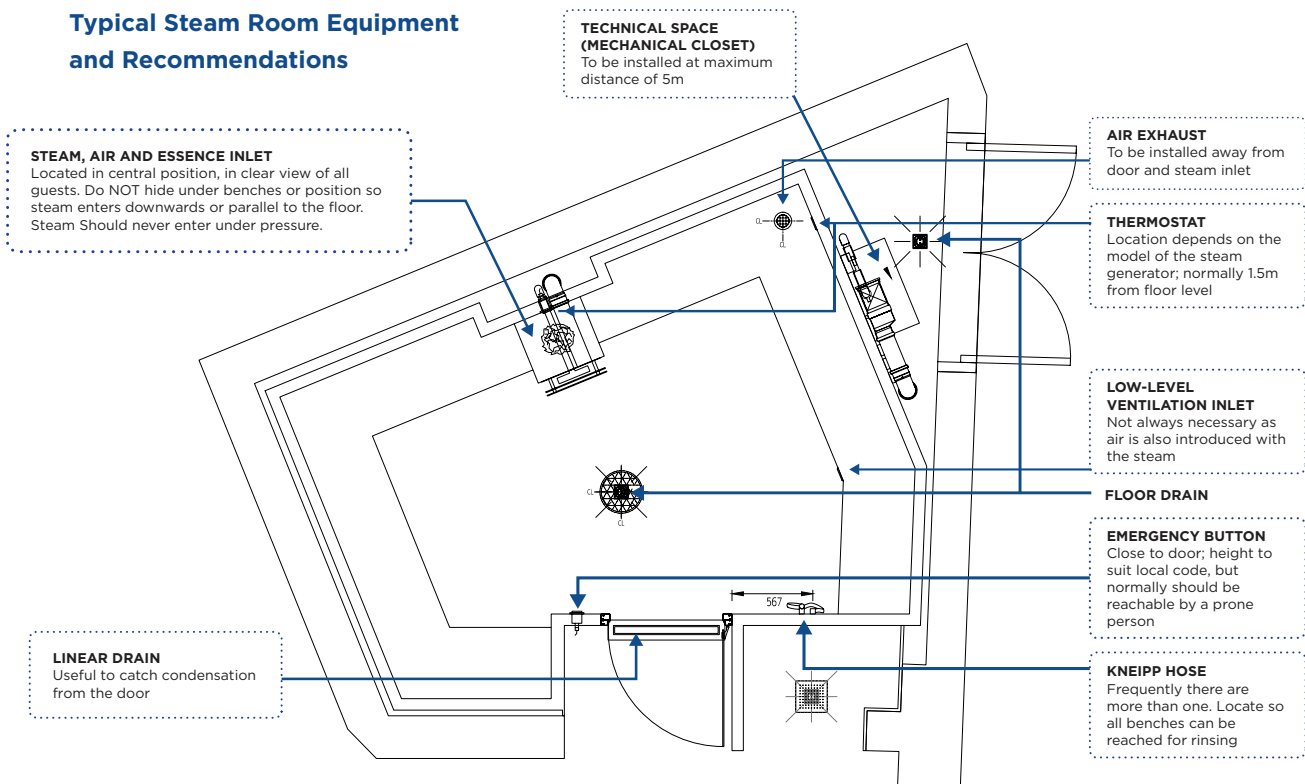 Typical Steam Room Equipment
and Recommendations
TECHNICAL SPACE
(MECHANICAL CLOSET)
To be installed at maximum
distance of 5m
STEAM, AIR AND ESSENCE INLET
Located in central position, in clear view of all
guests. Do NOT hide under benches or position so
steam enters downwards or parallel to the floor.
Steam Should never enter under pressure.
AIR EXHAUST
To be installed away from
door and steam inlet
THERMOSTAT
Location depends on the
model of the steam
generator; normally 1.5m
from floor level
CL
CL
LOW-LEVEL
VENTILATION INLET
Not always necessary as
air is also introduced with
the steam
CL
CL
FLOOR DRAIN
EMERGENCY BUTTON
Close to door; height to
suit local code, but
normally should be
reachable by a prone
person
567
LINEAR DRAIN
Useful to catch condensation
from the door
KNEIPP HOSE
Frequently there are
more than one. Locate so
all benches can be
reached for rinsing